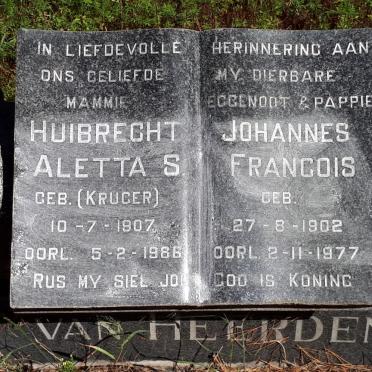 IN LIEFDEVOLLE HERINNERING AAN
ONS GELIEFDE
MAMMIE
HUIBRECHT
ALETTA S
GEB. (KRUGER)
10-7-1907
OORL. 5-2-1986
MY DIERBARE
EGGENOOT & PAPPIE
JOHANNES
FRANCOIS
GEB.
27-8-1902
OORL. 2-11-1977
RUS MY SIEL JOU GOD IS KONING
VAN HEERDEN